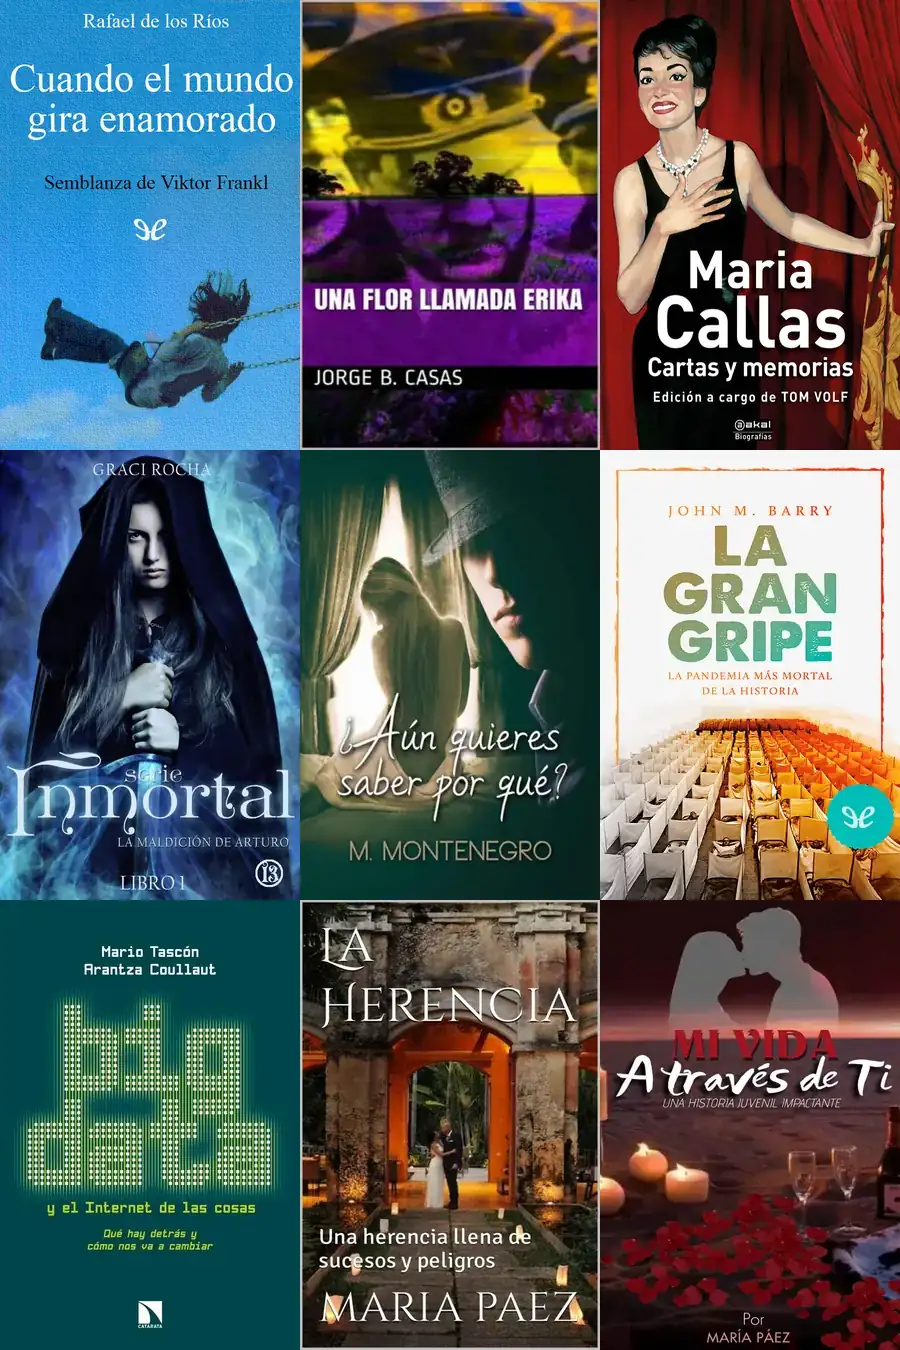 Rafael de los Ríos
Cuando el mundo
gira enamorado
Semblanza de Viktor Frankl
UNA FLOR LLAMADA ERIKA
JORGE B. CASAS
Maria
Callas
Cartas y memorias
Edición a cargo de TOM VOLF
akal
Biografías
GRACI ROCHA
serie
Inmortal
LA MALDICIÓN DE ARTURO
LIBRO 1
13
¿Aún quieres
saber por qué?
M. MONTENEGRO
JOHN M. BARRY
LA
GRAN
GRIPE
LA PANDEMIA MÁS MORTAL
DE LA HISTORIA
Mario Tascón
Arantza Coullaut
big
data
y el Internet de las cosas
Qué hay detrás y
cómo nos va a cambiar
CATARATA
LA
HERENCIA
Una herencia llena de
sucesos y peligros
MARIA PAEZ
MI VIDA
A través de Ti
UNA HISTORIA JUVENIL IMPACTANTE
Por
MARÍA PÁEZ